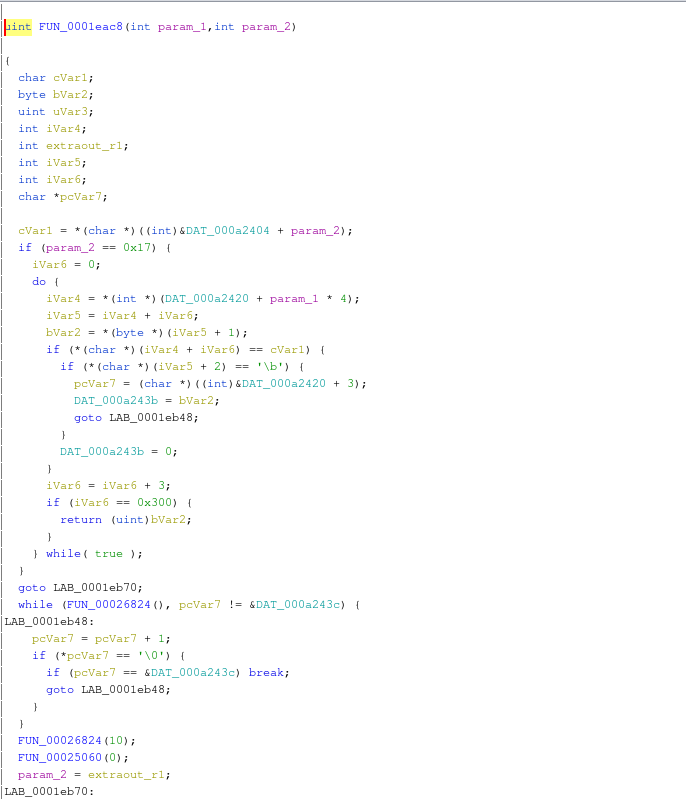 uint FUN_0001eac8(int param_1,int param_2)
{
char cVar1;
byte bVar2;
uint uVar3;
int iVar4;
int extraout_r1;
int iVar5;
int iVar6;
char *pcVar7;
cVar1 = *(char *)((int)&DAT_000a2404 + param_2);
if (param_2 == 0x17) {
iVar6 = 0;
do {
iVar4 = *(int *)(DAT_000a2420 + param_1 * 4);
iVar5 = iVar4 + iVar6;
bVar2 = *(byte *)(iVar5 + 1);
if (*(char *)(iVar4 + iVar6) == cVar1) {
if (*(char *)(iVar5 + 2) == '\b') {
pcVar7 = (char *)((int)&DAT_000a2420 + 3);
DAT_000a243b = bVar2;
goto LAB_0001eb48;
}
DAT_000a243b = 0;
}
iVar6 = iVar6 + 3;
if (iVar6 == 0x300) {
return (uint)bVar2;
}
} while( true );
}
goto LAB_0001eb70;
while (FUN_00026824(), pcVar7 != &DAT_000a243c) {
LAB_0001eb48:
pcVar7 = pcVar7 + 1;
if (*pcVar7 == '\0') {
if (pcVar7 == &DAT_000a243c) break;
goto LAB_0001eb48;
}
}
FUN_00026824(10);
FUN_00025060(0);
param_2 = extraout_r1;
LAB_0001eb70: